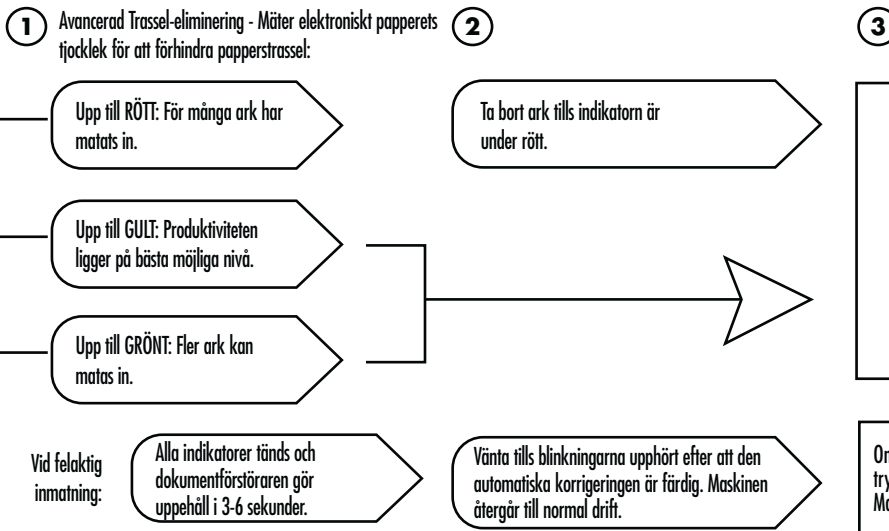 1
Avancerad Trassel-eliminering - Mäter elektroniskt papperets
tjocklek för att förhindra papperstrassel:
2
3
Upp till RÖTT: För många ark har
matats in.
Ta bort ark tills indikatorn är
under rött.
Upp till GULT: Produktiviteten
ligger på bästa möjliga nivå.
Upp till GRÖNT: Fler ark kan
matas in.
Vid felaktig
inmatning:
Alla indikatorer tänds och
dokumentförstöraren gör
uppehåll i 3-6 sekunder.
Vänta tills blinkningarna upphört efter att den
automatiska korrigeringen är färdig. Maskinen
återgår till normal drift.